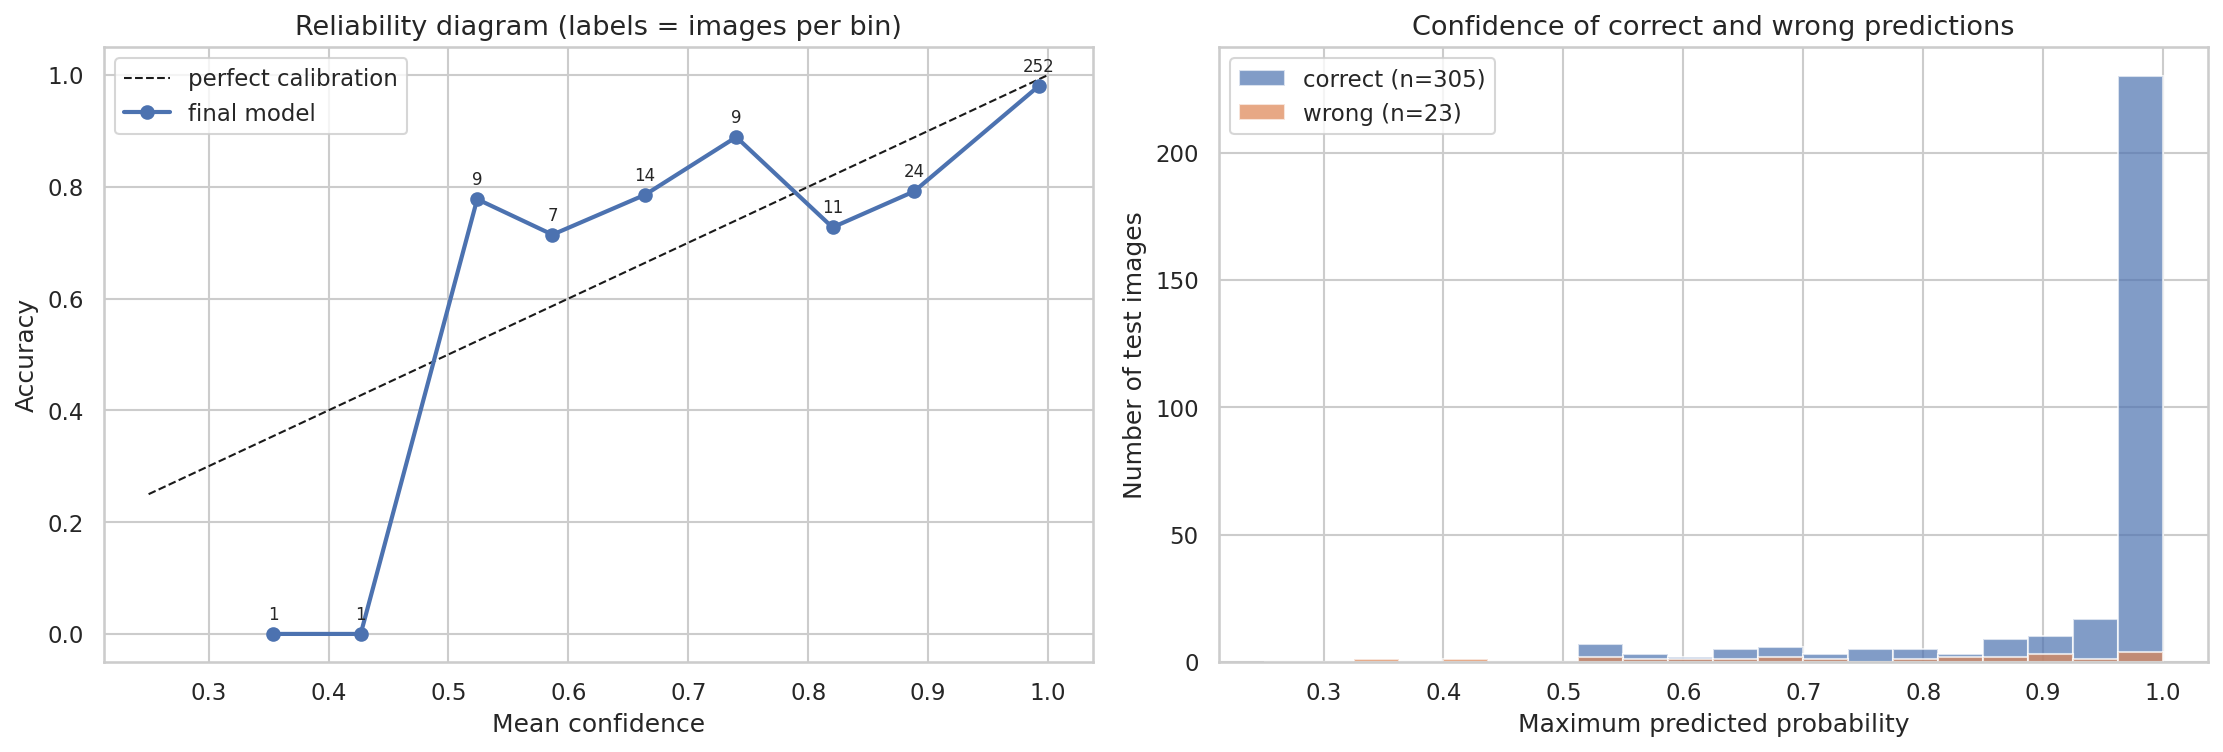 Reliability diagram (labels = images per bin)
perfect calibration
final model
Accuracy
1.0
0.8
0.6
0.4
0.2
0.0
1
1
9
7
14
9
11
24
252
0.3 0.4 0.5 0.6 0.7 0.8 0.9 1.0
Mean confidence
Confidence of correct and wrong predictions
correct (n=305)
wrong (n=23)
Number of test images
200
150
100
50
0
0.3 0.4 0.5 0.6 0.7 0.8 0.9 1.0
Maximum predicted probability